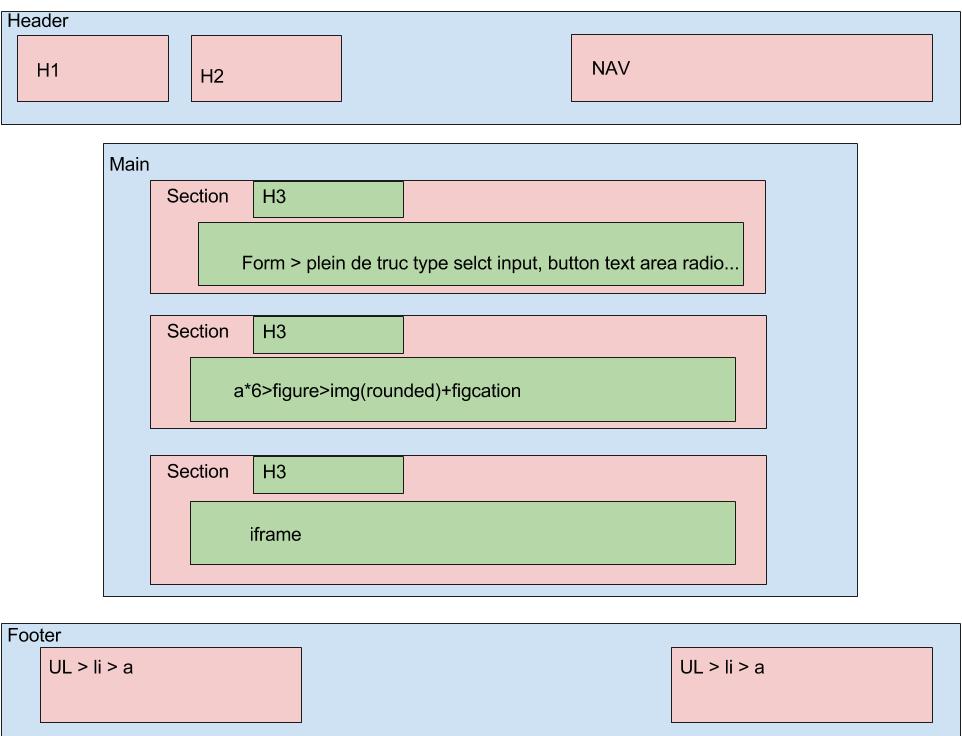 Header
H1
H2
NAV
Main
Section
H3
Form > plein de truc type selct input, button text area radio...
Section
H3
a*6>figure>img(rounded)+figcation
Section
H3
iframe
Footer
UL > li > a
UL > li > a